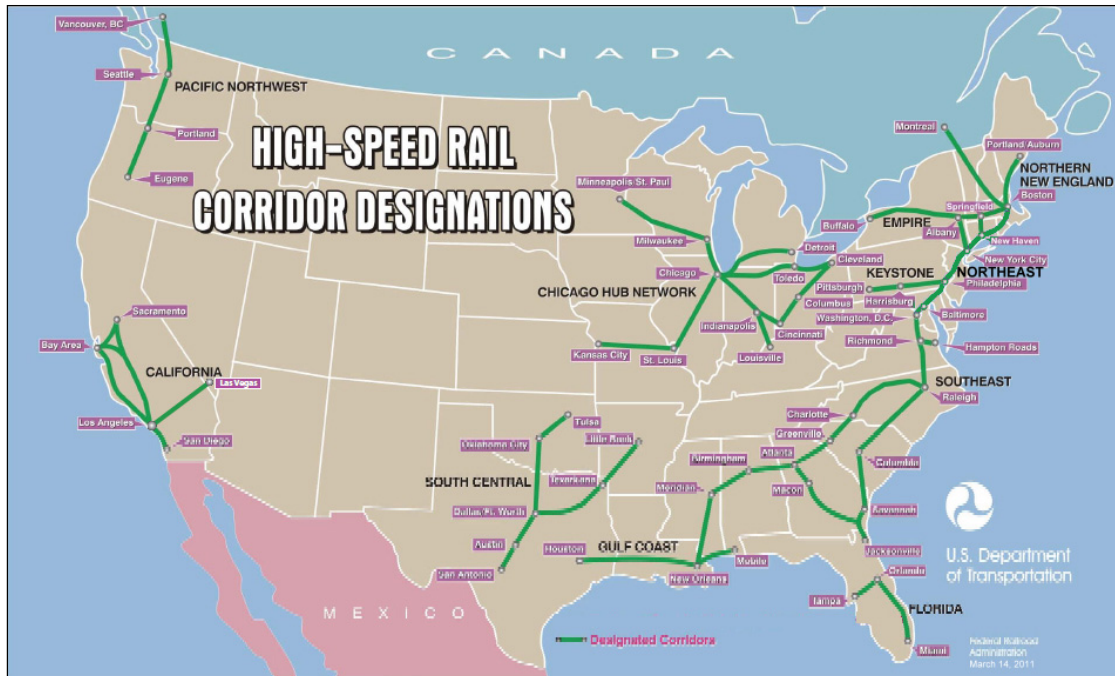 CANADA
Vancouver, BC
Seattle
PACIFIC NORTHWEST
Portland
Eugene
HIGH-SPEED RAIL
CORRIDOR DESIGNATIONS
Montreal
Portland Auburn
NORTHERN
NEW ENGLAND
Boston
Springfield
Minneapolis/St. Paul
Buffalo
EMPIRE
Albany
New Haven
Milwaukee
Detroit
New York City
Cleveland
Chicago
Toledo
KEYSTONE
NORTHEAST
CHICAGO HUB NETWORK
Pittsburgh
Philadelphia
Columbus
Harrisburg
Washington, D.C.
Baltimore
Indianapolis
Cincinnati
Richmond
Hampton Roads
Kansas City
St. Louis
Louisville
Sacramento
Bay Area
CALIFORNIA
Las Vegas
SOUTHEAST
Raleigh
Los Angeles
San Diego
Charlotte
Tulsa
Greenville
Oklahoma City
Little Rock
Birmingham
Atlanta
Columbia
SOUTH CENTRAL
Texarkana
Meridian
Macon
Dallas/Ft. Worth
Savannah
Austin
Houston
GULF COAST
Mobile
Jacksonville
San Antonio
New Orleans
Orlando
Tampa
FLORIDA
Miami
MEXICO
Designated Corridors
U.S. Department
of Transportation
Federal Railroad
Administration
March 14, 2011